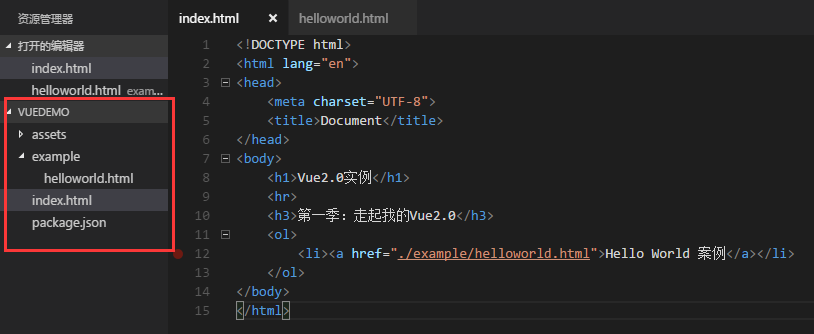 资源管理器
打开的编辑器
index.html
helloworld.html exam...
VUEDEMO
assets
example
helloworld.html
index.html
package.json
index.html × helloworld.html
1 <!DOCTYPE html>
2 <html lang="en">
3 <head>
4 <meta charset="UTF-8">
5 <title>Document</title>
6 </head>
7 <body>
8 <h1>Vue2.0实例</h1>
9 <hr>
10 <h3>第一季：走起我的Vue2.0</h3>
11 <ol>
12 <li><a href="./example/helloworld.html">Hello World 案例</a></li>
13 </ol>
14 </body>
15 </html>